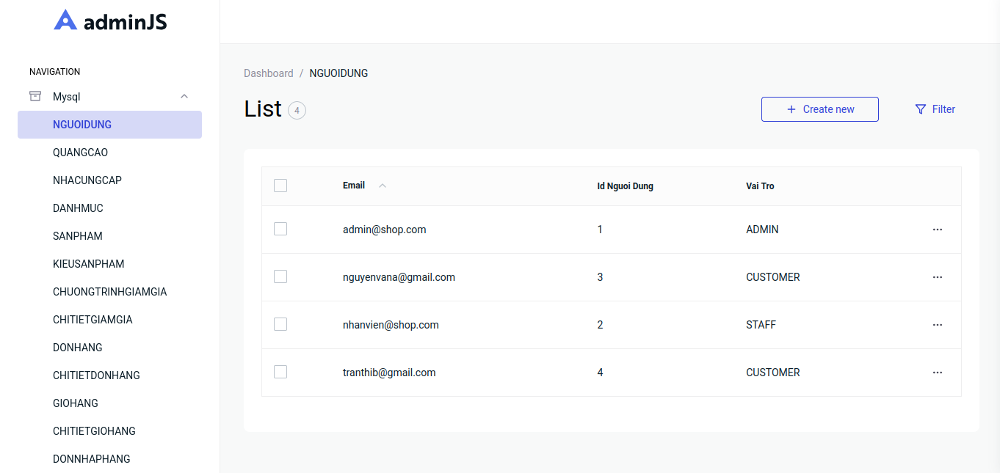 adminJS
NAVIGATION
Mysql
NGUOIDUNG
QUANGCAO
NHACUNGCAP
DANHMUC
SANPHAM
KIEUSANPHAM
CHUONGTRINHGIAMGIA
CHITIETGIAMGIA
DONHANG
CHITIETDONHANG
GIOHANG
CHITIETGIOHANG
DONNHAPHANG
Dashboard / NGUOIDUNG
List 4
+ Create new
Filter
Email Id Nguoi Dung Vai Tro
admin@shop.com 1 ADMIN
nguyenvana@gmail.com 3 CUSTOMER
nhanvien@shop.com 2 STAFF
tranthib@gmail.com 4 CUSTOMER